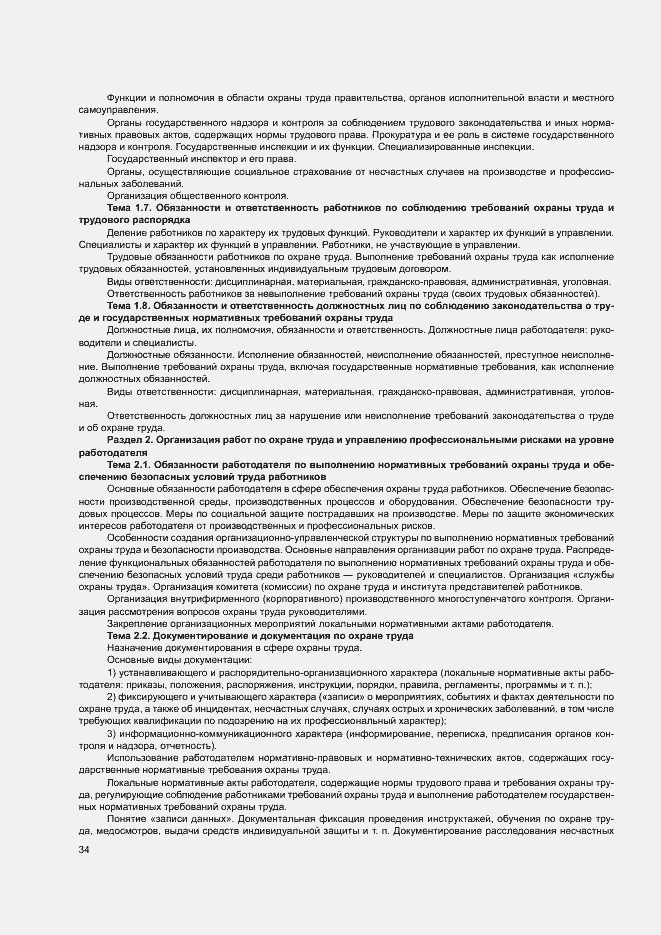 Функции и полномочия в области охраны труда правительства, органов исполнительной власти и местного
самоуправления.
Органы государственного надзора и контроля за соблюдением трудового законодательства и иных норма-
тивных правовых актов, содержащих нормы трудового права. Прокуратура и ее роль в системе государственного
надзора и контроля. Государственные инспекции и их функции. Специализированные инспекции.
Государственный инспектор и его права.
Органы, осуществляющие социальное страхование от несчастных случаев на производстве и профессио-
нальных заболеваний.
Организация общественного контроля.
Тема 1.7. Обязанности и ответственность работников по соблюдению требований охраны труда и
трудового распорядка
Деление работников по характеру их трудовых функций. Руководители и характер их функций в управлении.
Специалисты и характер их функций в управлении. Работники, не участвующие в управлении.
Трудовые обязанности работников по охране труда. Выполнение требований охраны труда как исполнение
трудовых обязанностей, установленных индивидуальным трудовым договором.
Виды ответственности: дисциплинарная, материальная, гражданско-правовая, административная, уголовная.
Ответственность работников за невыполнение требований охраны труда (своих трудовых обязанностей).
Тема 1.8. Обязанности и ответственность должностных лиц по соблюдению законодательства о тру-
де и государственных нормативных требований охраны труда
Должностные лица, их полномочия, обязанности и ответственность. Должностные лица работодателя: руко-
водители и специалисты.
Должностные обязанности. Исполнение обязанностей, неисполнение обязанностей, преступное неисполне-
ние. Выполнение требований охраны труда, включая государственные нормативные требования, как исполнение
должностных обязанностей.
Виды ответственности: дисциплинарная, материальная, гражданско-правовая, административная, уголов-
ная.
Ответственность должностных лиц за нарушение или неисполнение требований законодательства о труде
и об охране труда.
Раздел 2. Организация работ по охране труда и управлению профессиональными рисками на уровне
работодателя
Тема 2.1. Обязанности работодателя по выполнению нормативных требований охраны труда и обе-
спечению безопасных условий труда работников
Основные обязанности работодателя в сфере обеспечения охраны труда работников. Обеспечение безопас-
ности производственной среды, производственных процессов и оборудования. Обеспечение безопасности тру-
довых процессов. Меры по социальной защите пострадавших на производстве. Меры по защите экономических
интересов работодателя от производственных и профессиональных рисков.
Особенности создания организационно-управленческой структуры по выполнению нормативных требований
охраны труда и безопасности производства. Основные направления организации работ по охране труда. Распреде-
ление функциональных обязанностей работодателя по выполнению нормативных требований охраны труда и обе-
спечению безопасных условий труда среди работников — руководителей и специалистов. Организация «службы
охраны труда». Организация комитета (комиссии) по охране труда и института представителей работников.
Организация внутрифирменного (корпоративного) производственного многоступенчатого контроля. Органи-
зация рассмотрения вопросов охраны труда руководителями.
Закрепление организационных мероприятий локальными нормативными актами работодателя.
Тема 2.2. Документирование и документация по охране труда
Назначение документирования в сфере охраны труда.
Основные виды документации:
1) устанавливающего и распорядительно-организационного характера (локальные нормативные акты рабо-
тодателя: приказы, положения, распоряжения, инструкции, порядки, правила, регламенты, программы и т. п.);
2) фиксирующего и учитывающего характера («записи» о мероприятиях, событиях и фактах деятельности по
охране труда, а также об инцидентах, несчастных случаях, случаях острых и хронических заболеваний, в том числе
требующих квалификации по подозрению на их профессиональный характер);
3) информационно-коммуникационного характера (информирование, переписка, предписания органов кон-
троля и надзора, отчетность).
Использование работодателем нормативно-правовых и нормативно-технических актов, содержащих госу-
дарственные нормативные требования охраны труда.
Локальные нормативные акты работодателя, содержащие нормы трудового права и требования охраны тру-
да, регулирующие соблюдение работниками требований охраны труда и выполнение работодателем государствен-
ных нормативных требований охраны труда.
Понятие «записи данных». Документальная фиксация проведения инструктажей, обучения по охране тру-
да, медосмотров, выдачи средств индивидуальной защиты и т. п. Документирование расследования несчастных
34